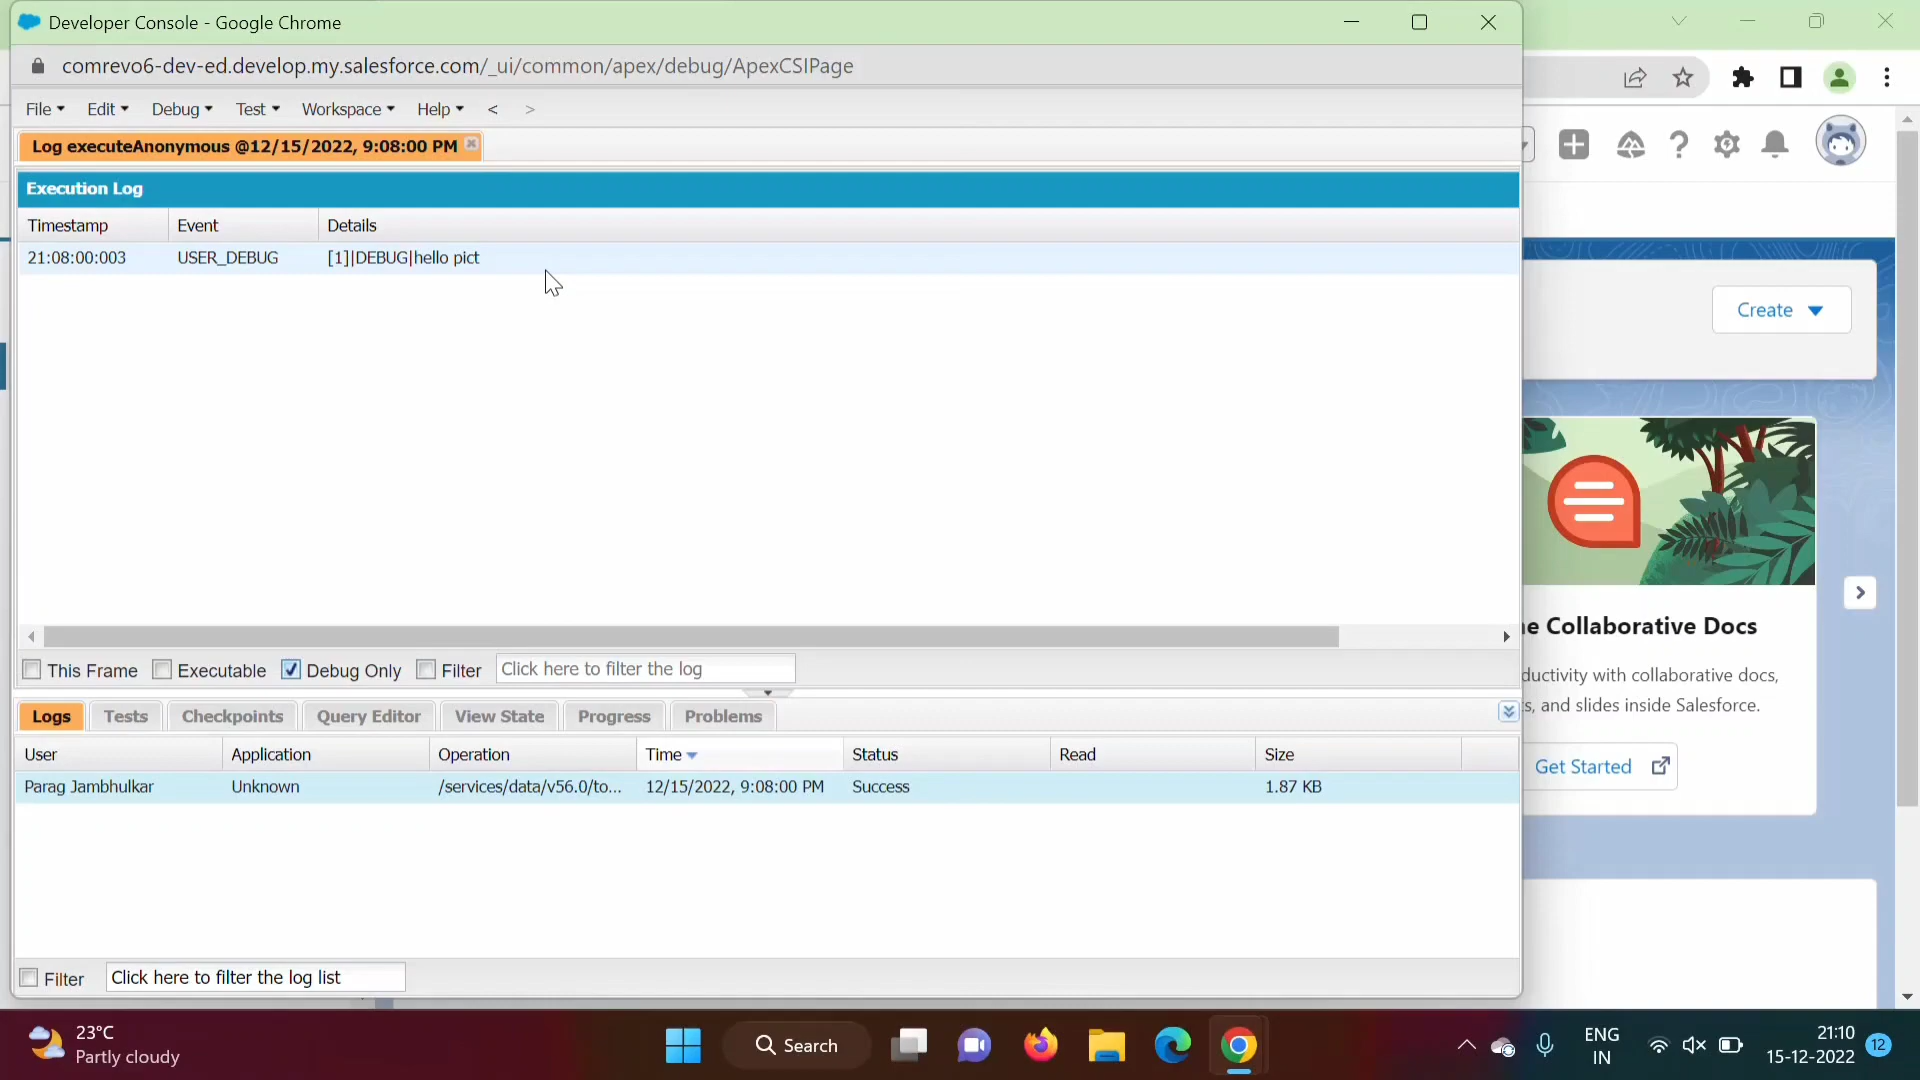 Developer Console - Google Chrome
comrevo6-dev-ed.develop.my.salesforce.com/_ui/common/apex/debug/ApexCSIPage
File Edit Debug Test Workspace Help < >
Log executeAnonymous @12/15/2022, 9:08:00 PM
Execution Log
Timestamp Event Details
21:08:00:003 USER_DEBUG [1]|DEBUG|hello pict
Create
e Collaborative Docs
ductivity with collaborative docs,
s, and slides inside Salesforce.
Get Started
This Frame Executable Debug Only Filter Click here to filter the log
Logs Tests Checkpoints Query Editor View State Progress Problems
User Application Operation Time Status Read Size
Parag Jambhulkar Unknown /services/data/v56.0/to... 12/15/2022, 9:08:00 PM Success 1.87 KB
Filter Click here to filter the log list
23°C
Partly cloudy
Search
ENG
IN
21:10
15-12-2022
12